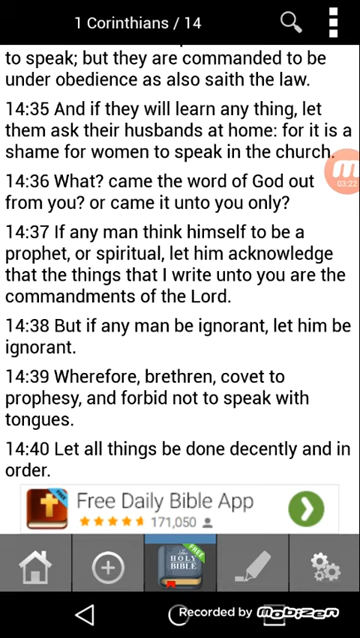 1 Corinthians / 14
to speak; but they are commanded to be
under obedience as also saith the law.
14:35 And if they will learn any thing, let
them ask their husbands at home: for it is a
shame for women to speak in the church.
14:36 What? came the word of God out
from you? or came it unto you only?
03:22
14:37 If any man think himself to be a
prophet, or spiritual, let him acknowledge
that the things that I write unto you are the
commandments of the Lord.
14:38 But if any man be ignorant, let him be
ignorant.
14:39 Wherefore, brethren, covet to
prophesy, and forbid not to speak with
tongues.
14:40 Let all things be done decently and in
order.
Free Daily Bible App
171,050
FREE
HOLY
BIBLE
Recorded by mobizen